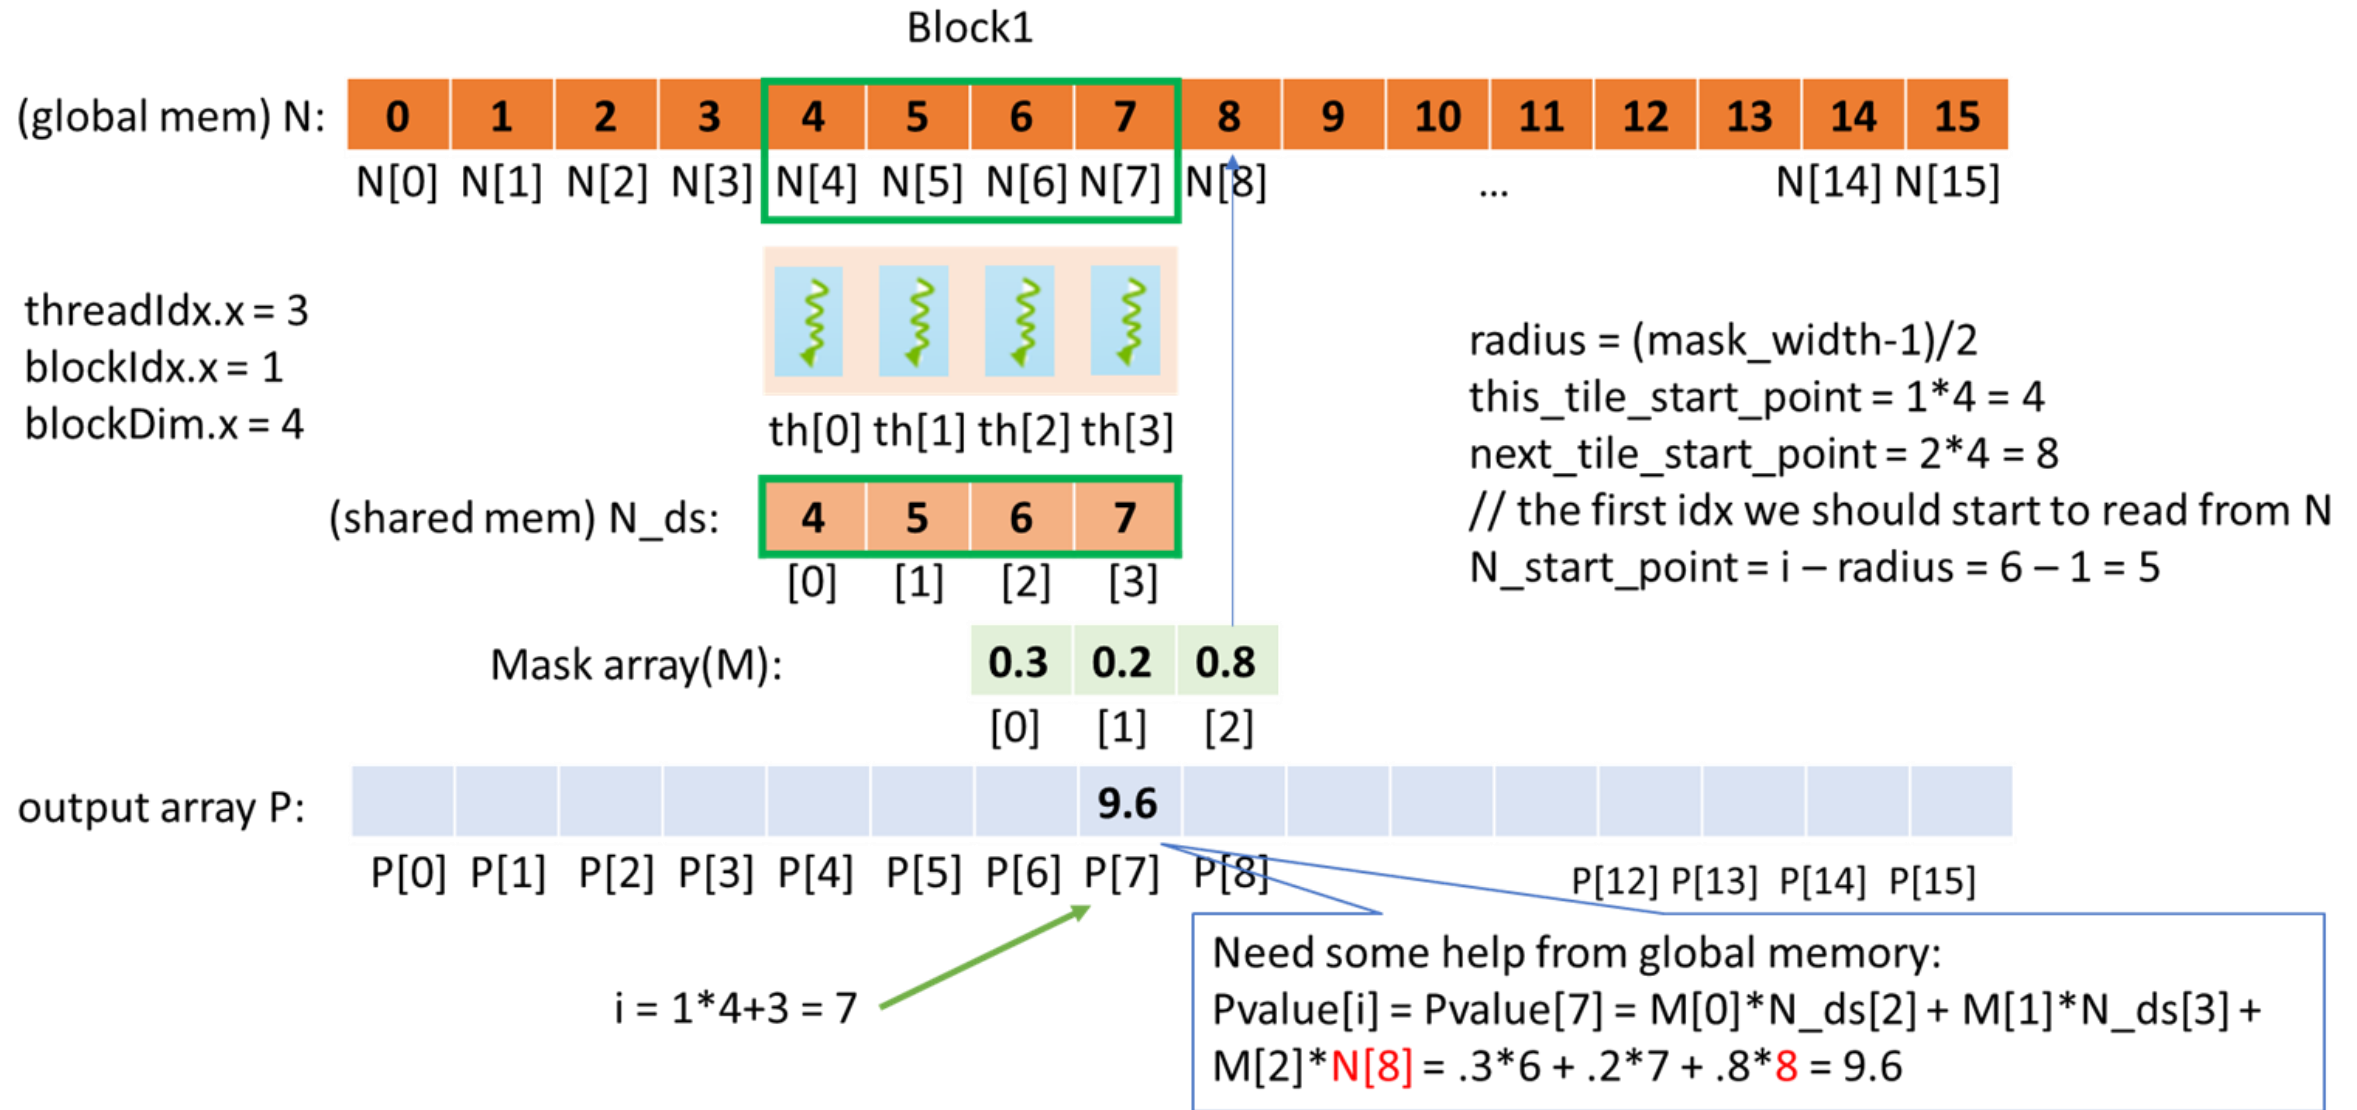 Block1
(global mem) N: 0 1 2 3 4 5 6 7 8 9 10 11 12 13 14 15
N[0] N[1] N[2] N[3] N[4] N[5] N[6] N[7] N[8] ... N[14] N[15]
threadIdx.x = 3
blockIdx.x = 1
blockDim.x = 4
th[0] th[1] th[2] th[3]
(shared mem) N_ds: 4 5 6 7
[0] [1] [2] [3]
radius = (mask_width-1)/2
this_tile_start_point = 1*4 = 4
next_tile_start_point = 2*4 = 8
// the first idx we should start to read from N
N_start_point = i – radius = 6 – 1 = 5
Mask array(M): 0.3 0.2 0.8
[0] [1] [2]
output array P: 9.6
P[0] P[1] P[2] P[3] P[4] P[5] P[6] P[7] P[8] P[12] P[13] P[14] P[15]
i = 1*4+3 = 7
Need some help from global memory:
Pvalue[i] = Pvalue[7] = M[0]*N_ds[2] + M[1]*N_ds[3] +
M[2]*N[8] = .3*6 + .2*7 + .8*8 = 9.6